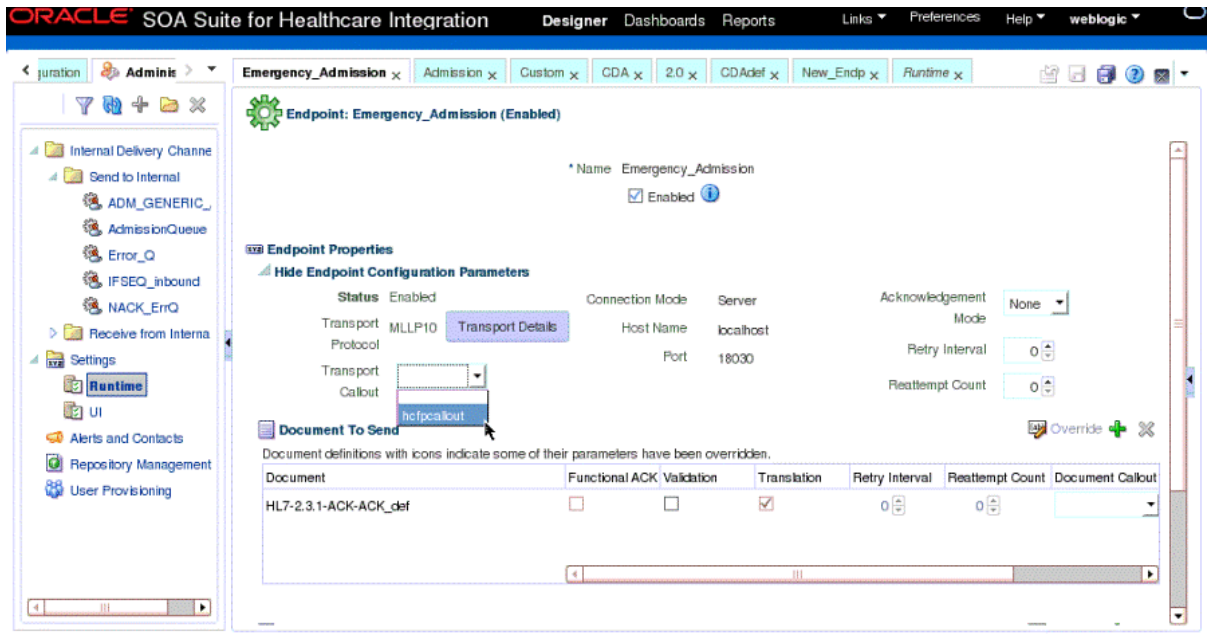 ORACLE SOA Suite for Healthcare Integration Designer Dashboards Reports Links Preferences Help weblogic
juration Adminis Emergency_Admission x Admission x Custom x CDA x 2.0 x CDAdef x New_Endp x Runtime x
Endpoint: Emergency_Admission (Enabled)
Internal Delivery Channe
Send to Internal
ADM_GENERIC_
AdmissionQueue
Error_Q
IFSEQ_inbound
NACK_ErrQ
Receive from Interna
Settings
Runtime
UI
Alerts and Contacts
Repository Management
User Provisioning
* Name Emergency_Admission
Enabled
Endpoint Properties
Hide Endpoint Configuration Parameters
Status Enabled
Transport Protocol MLLP10 Transport Details
Transport Callout
hcfpcallout
Connection Mode Server
Host Name localhost
Port 18030
Acknowledgement Mode None
Retry Interval 0
Reattempt Count 0
Document To Send Override
Document definitions with icons indicate some of their parameters have been overridden.
Document Functional ACK Validation Translation Retry Interval Reattempt Count Document Callout
HL7-2.3.1-ACK-ACK_def 0 0